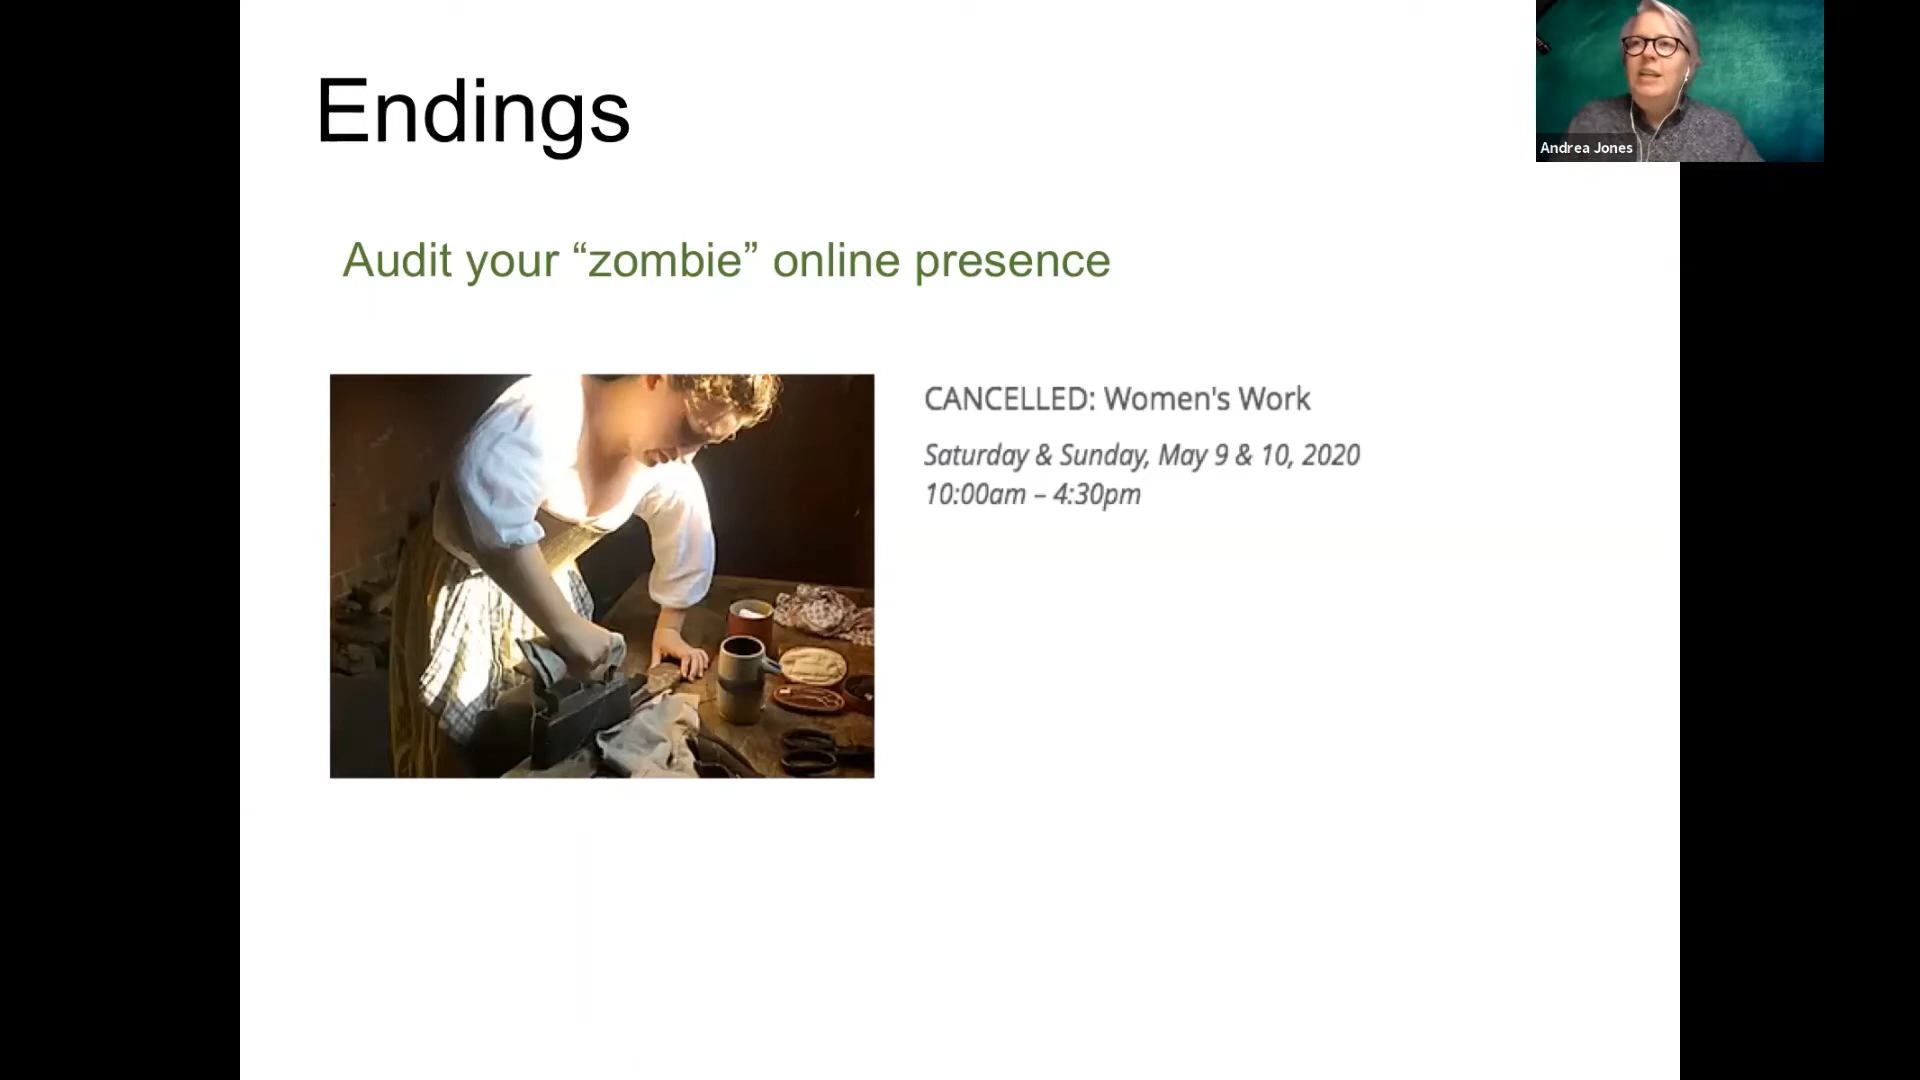 Endings
Andrea Jones
Audit your “zombie” online presence
CANCELLED: Women's Work
Saturday & Sunday, May 9 & 10, 2020
10:00am – 4:30pm